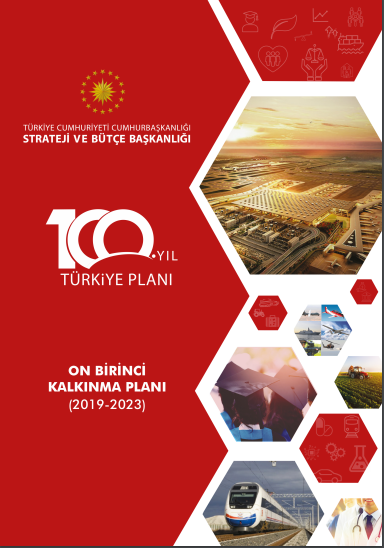 TÜRKİYE CUMHURİYETİ CUMHURBAŞKANLIĞI
STRATEJİ VE BÜTÇE BAŞKANLIĞI
100.YIL
TÜRKİYE PLANI
ON BİRİNCİ
KALKINMA PLANI
(2019-2023)